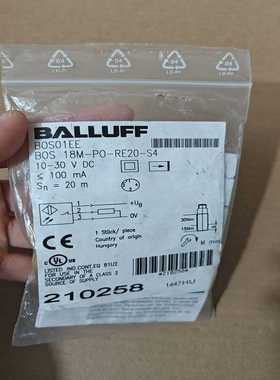 BALLUFF
BOS01EE
BOS 18M-PO-RE20-S4
10-30 V DC
≤ 100 mA
Sn = 20 m
+UB
0V
1 Stück/ piece
Country of origin
Hungary
CE
UL
LISTED IND.CONT.EQ 81U2
FOR USE IN THE
SECONDARY OF A CLASS 2
SOURCE OF SUPPLY
210258